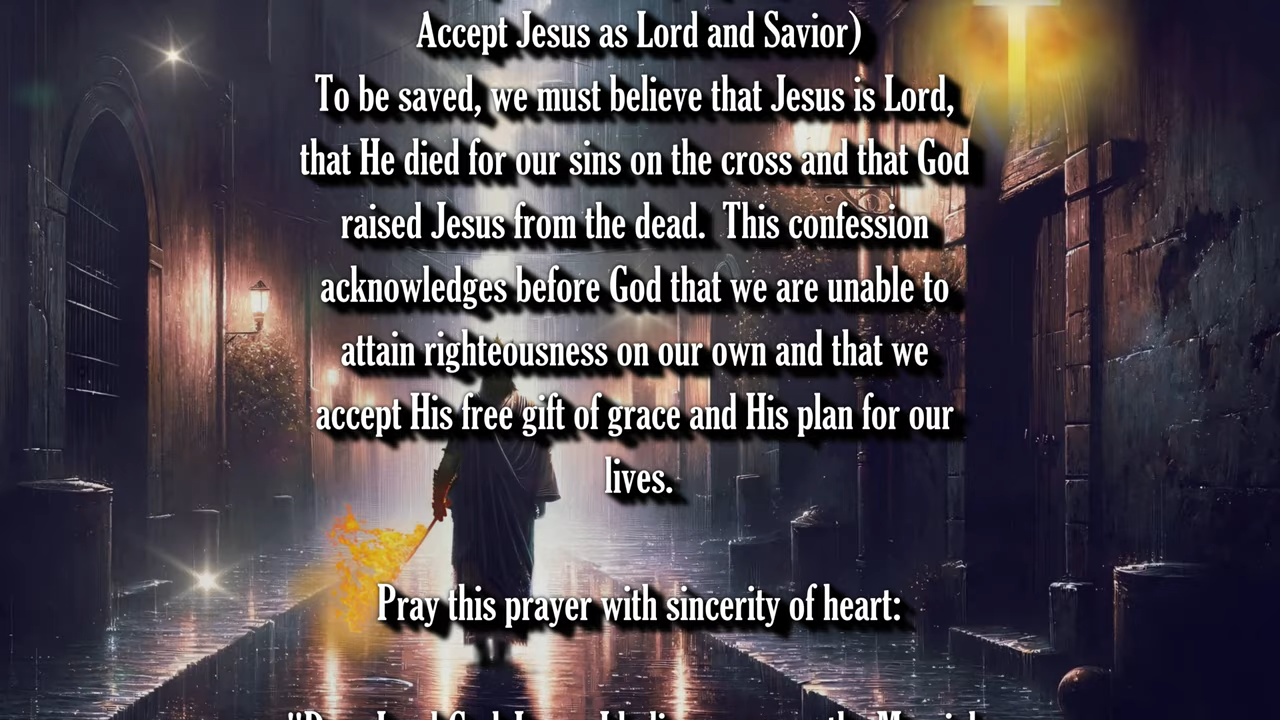 Accept Jesus as Lord and Savior)
To be saved, we must believe that Jesus is Lord,
that He died for our sins on the cross and that God
raised Jesus from the dead.  This confession
acknowledges before God that we are unable to
attain righteousness on our own and that we
accept His free gift of grace and His plan for our
lives.
Pray this prayer with sincerity of heart: